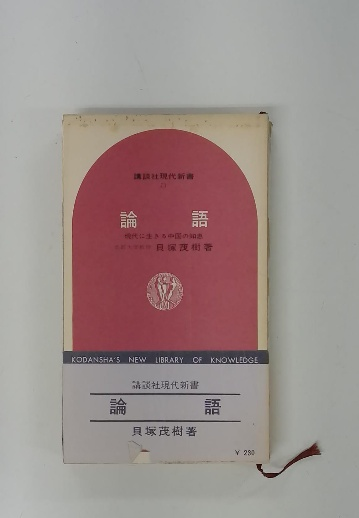 講談社現代新書
論語
現代に生きる中国の知恵
貝塚茂樹著
KODANSHA'S NEW LIBRARY OF KNOWLEDGE
講談社現代新書
論語
貝塚茂樹著
¥ 230